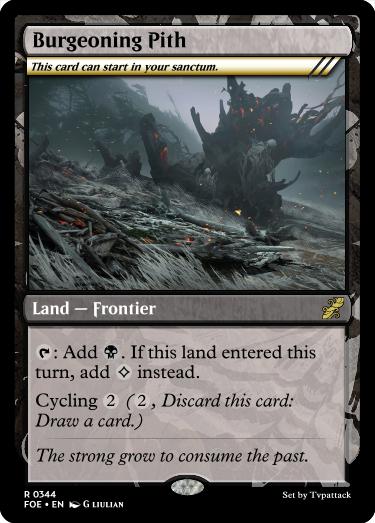 Burgeoning Pith
This card can start in your sanctum.
Land — Frontier
{T}: Add {B}. If this land entered this
turn, add {C} instead.
Cycling 2 (2, Discard this card:
Draw a card.)
The strong grow to consume the past.
R 0344
FOE • EN G LIULIAN
Set by Tvpattack